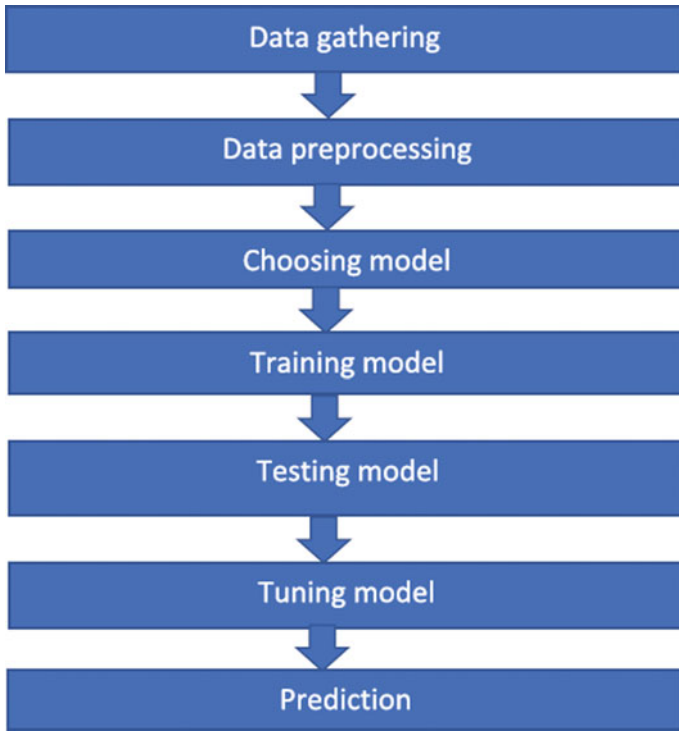 Data gathering
Data preprocessing
Choosing model
Training model
Testing model
Tuning model
Prediction